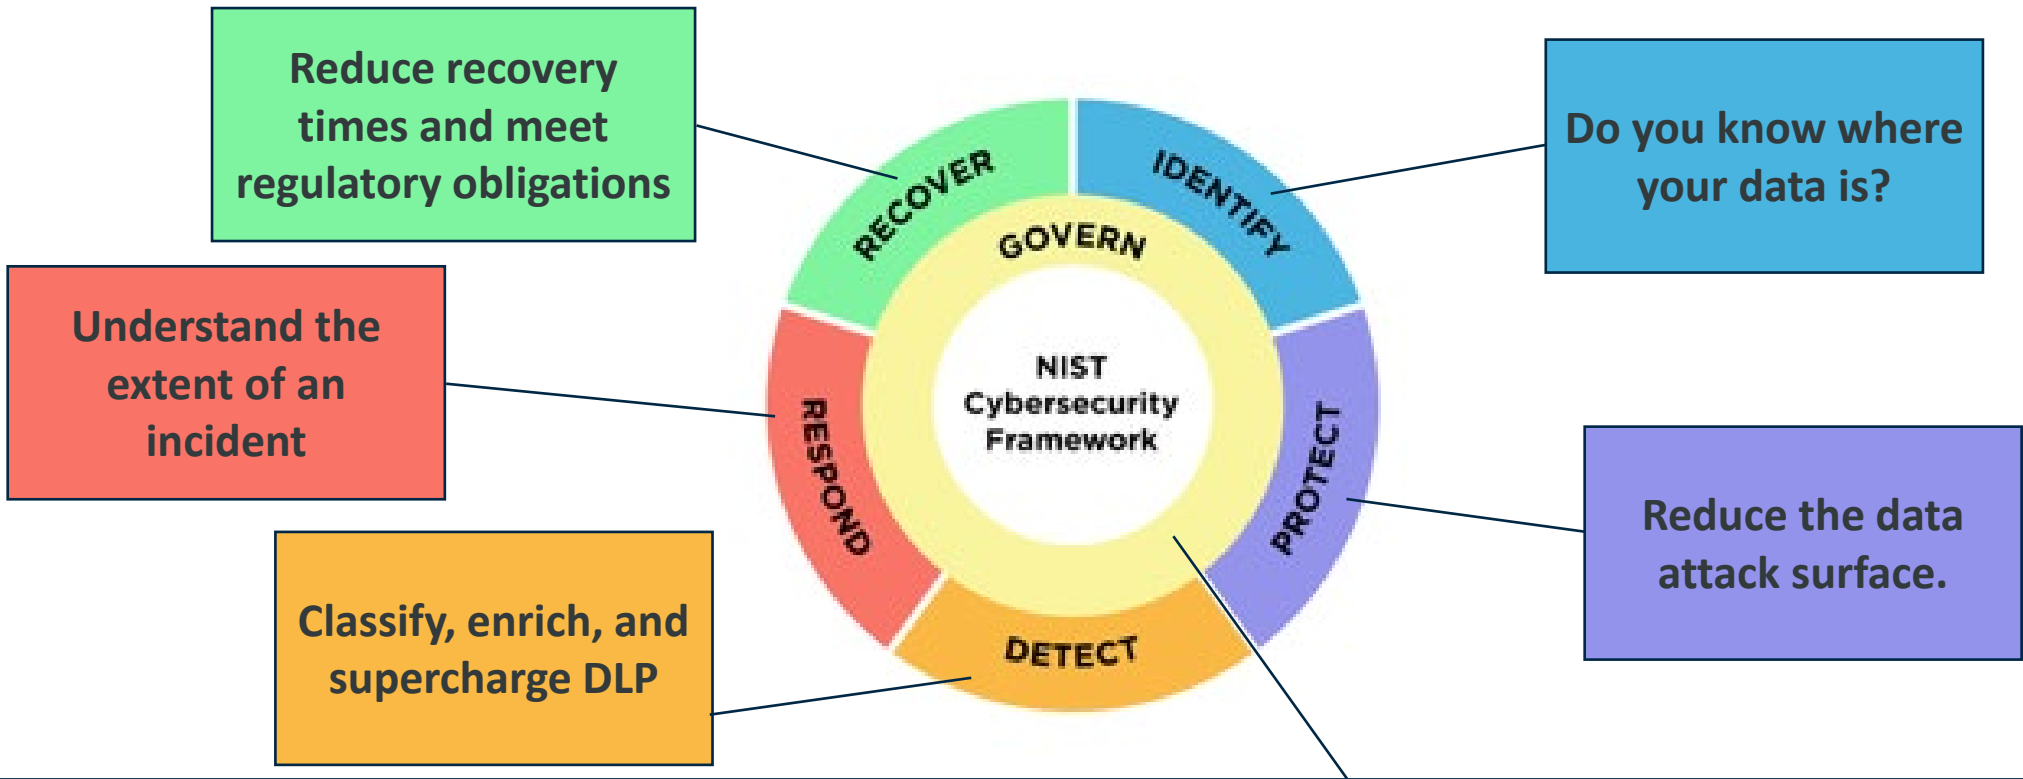 Reduce recovery
times and meet
regulatory obligations
Do you know where
your data is?
Understand the
extent of an
incident
Classify, enrich, and
supercharge DLP
Reduce the data
attack surface.
RECOVER
IDENTIFY
GOVERN
NIST
Cybersecurity
Framework
RESPOND
PROTECT
DETECT